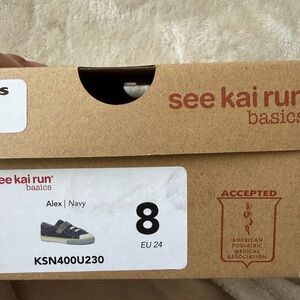 see kai run
basics
see kai run
basics
Alex | Navy
8
EU 24
KSN400U230
ACCEPTED
AMERICAN
PODIATRIC
MEDICAL
ASSOCIATION